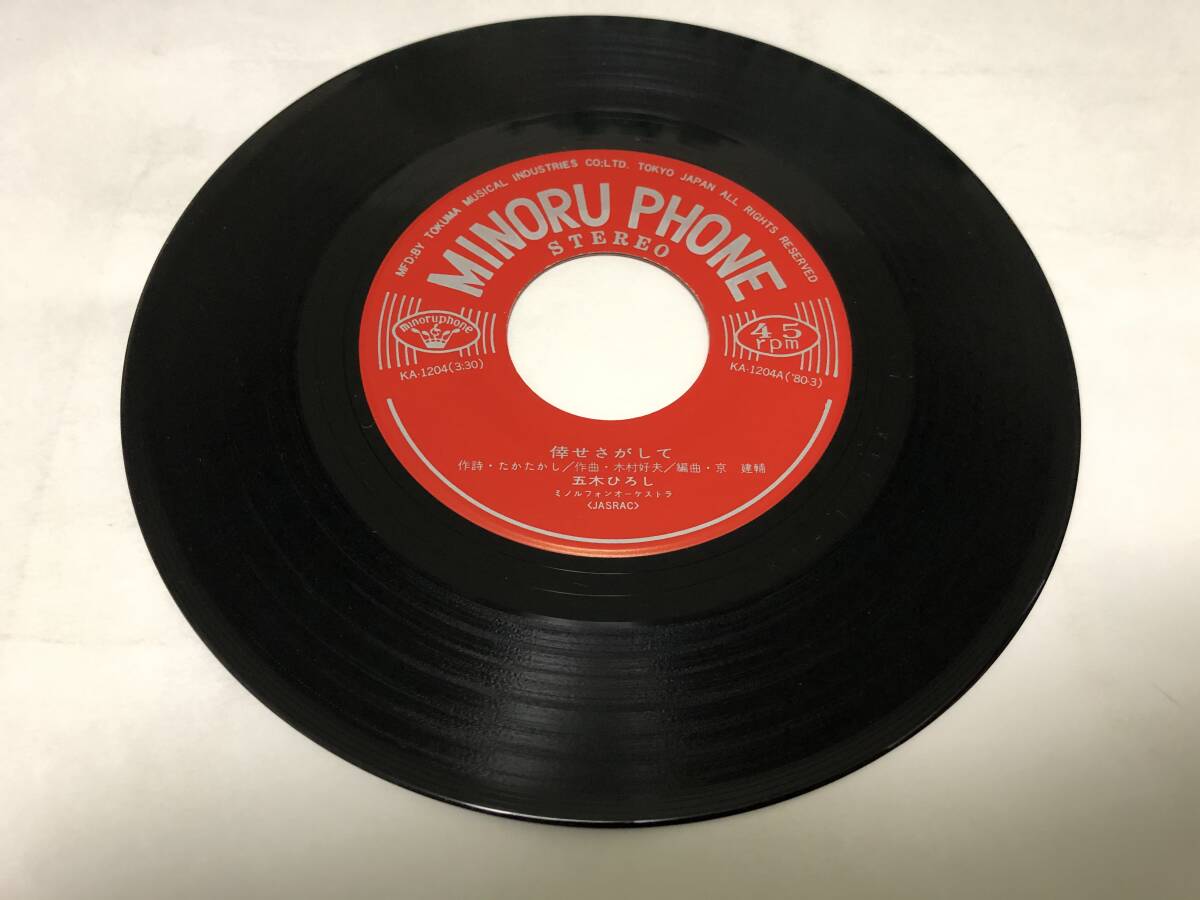 MFD;BY TOKUMA MUSICAL INDUSTRIES CO;LTD. TOKYO JAPAN ALL RIGHTS RESERVED
MINORU PHONE
STEREO
minoruphone
45
rpm
KA-1204(3:30)
KA-1204A('80·3)
倖せさがして
作詩・たかたかし/作曲・木村好夫/編曲・京 建輔
五木ひろし
ミノルフォンオーケストラ
〈JASRAC〉